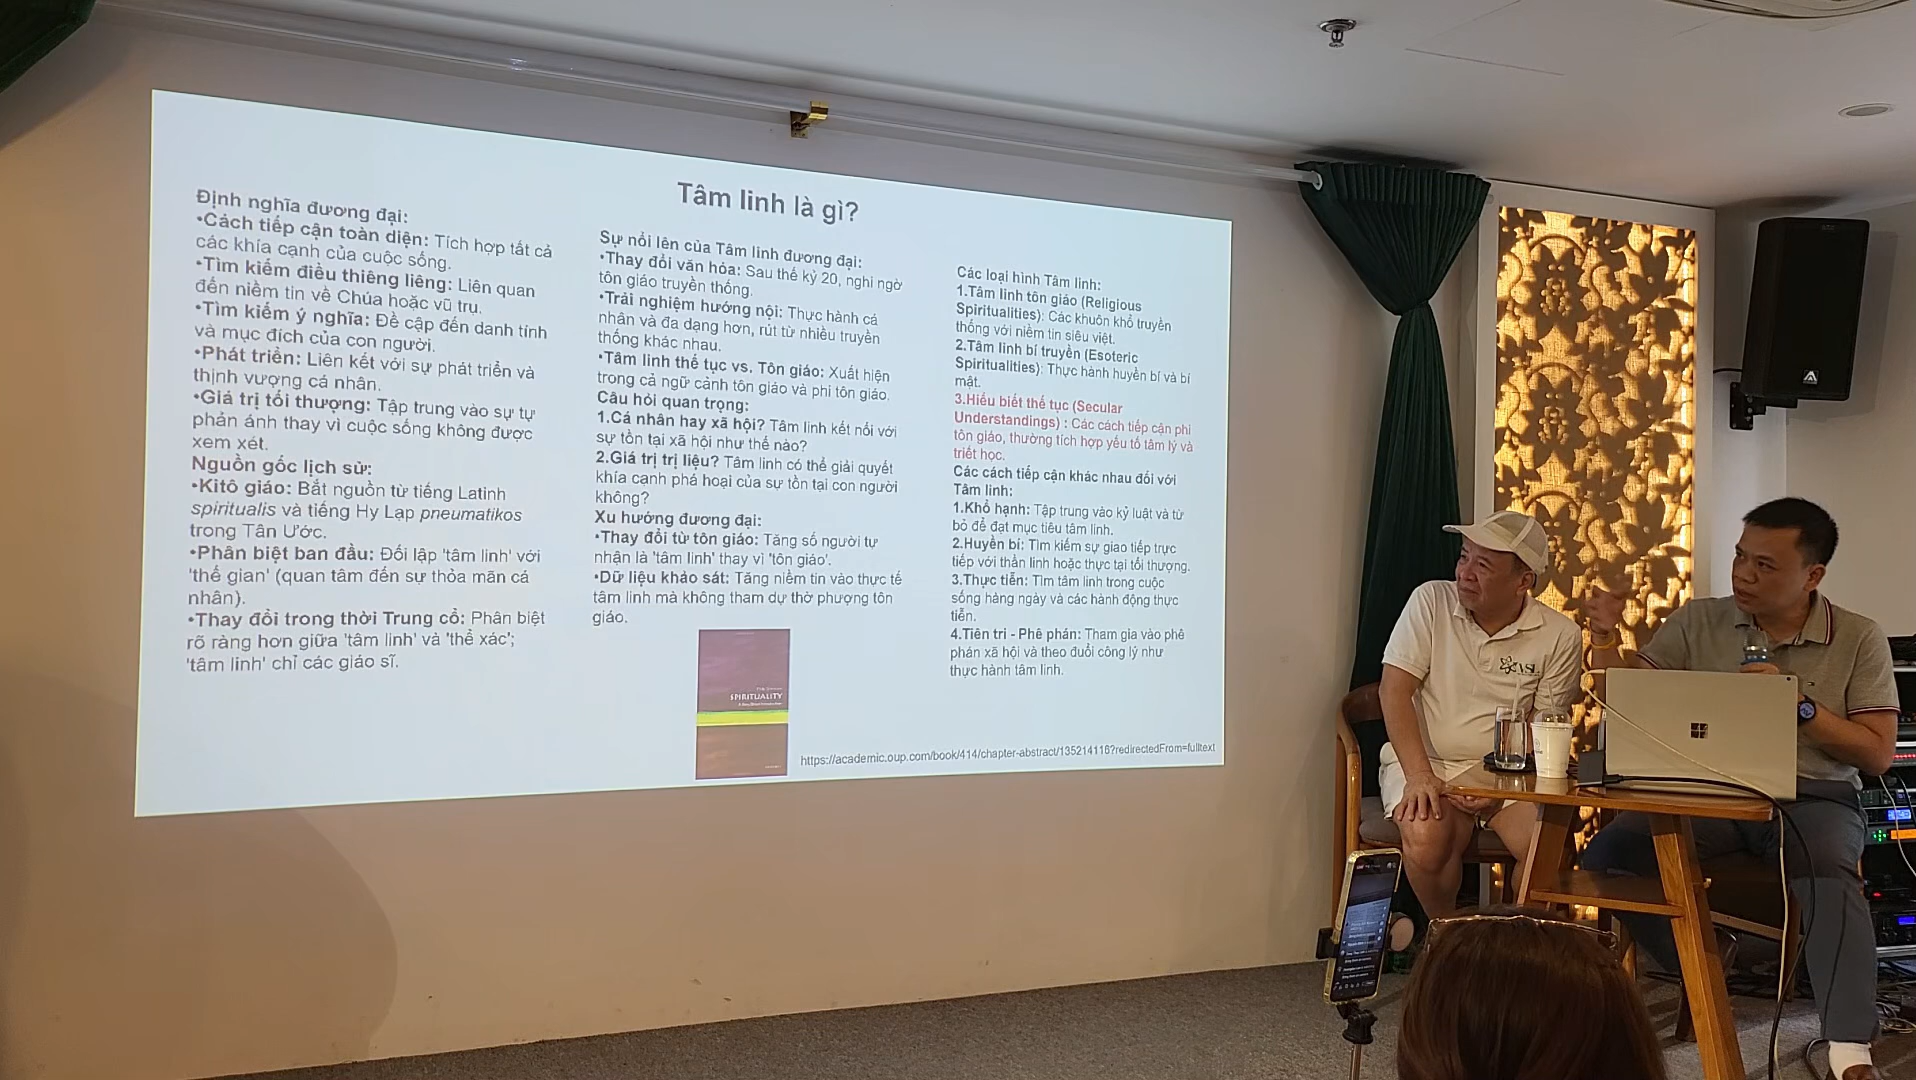 Tâm linh là gì?
Định nghĩa đương đại:
•Cách tiếp cận toàn diện: Tích hợp tất cả
các khía cạnh của cuộc sống.
•Tìm kiếm điều thiêng liêng: Liên quan
đến niềm tin về Chúa hoặc vũ trụ.
•Tìm kiếm ý nghĩa: Đề cập đến danh tính
và mục đích của con người.
•Phát triển: Liên kết với sự phát triển và
thịnh vượng cá nhân.
•Giá trị tối thượng: Tập trung vào sự tự
phản ánh thay vì cuộc sống không được
xem xét.
Nguồn gốc lịch sử:
•Kitô giáo: Bắt nguồn từ tiếng Latinh
spiritualis và tiếng Hy Lạp pneumatikos
trong Tân Ước.
•Phân biệt ban đầu: Đối lập 'tâm linh' với
'thế gian' (quan tâm đến sự thỏa mãn cá
nhân).
•Thay đổi trong thời Trung cổ: Phân biệt
rõ ràng hơn giữa 'tâm linh' và 'thể xác';
'tâm linh' chỉ các giáo sĩ.
Sự nổi lên của Tâm linh đương đại:
•Thay đổi văn hóa: Sau thế kỷ 20, nghi ngờ
tôn giáo truyền thống.
•Trải nghiệm hướng nội: Thực hành cá
nhân và đa dạng hơn, rút từ nhiều truyền
thống khác nhau.
•Tâm linh thế tục vs. Tôn giáo: Xuất hiện
trong cả ngữ cảnh tôn giáo và phi tôn giáo.
Câu hỏi quan trọng:
1.Cá nhân hay xã hội? Tâm linh kết nối với
sự tồn tại xã hội như thế nào?
2.Giá trị trị liệu? Tâm linh có thể giải quyết
khía cạnh phá hoại của sự tồn tại con người
không?
Xu hướng đương đại:
•Thay đổi từ tôn giáo: Tăng số người tự
nhận là 'tâm linh' thay vì 'tôn giáo'.
•Dữ liệu khảo sát: Tăng niềm tin vào thực tế
tâm linh mà không tham dự thờ phượng tôn
giáo.
SPIRITUALITY
Các loại hình Tâm linh:
1.Tâm linh tôn giáo (Religious
Spiritualities): Các khuôn khổ truyền
thống với niềm tin siêu việt.
2.Tâm linh bí truyền (Esoteric
Spiritualities): Thực hành huyền bí và bí
mật.
3.Hiểu biết thế tục (Secular
Understandings) : Các cách tiếp cận phi
tôn giáo, thường tích hợp yếu tố tâm lý và
triết học.
Các cách tiếp cận khác nhau đối với
Tâm linh:
1.Khổ hạnh: Tập trung vào kỷ luật và từ
bỏ để đạt mục tiêu tâm linh.
2.Huyền bí: Tìm kiếm sự giao tiếp trực
tiếp với thần linh hoặc thực tại tối thượng.
3.Thực tiễn: Tìm tâm linh trong cuộc
sống hàng ngày và các hành động thực
tiễn.
4.Tiên tri - Phê phán: Tham gia vào phê
phán xã hội và theo đuổi công lý như
thực hành tâm linh.
https://academic.oup.com/book/414/chapter-abstract/135214116?redirectedFrom=fulltext